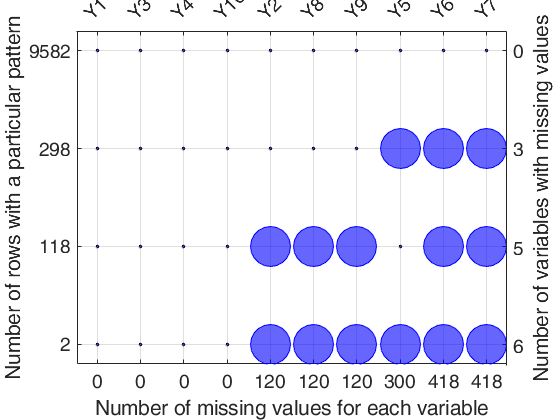 Y1 Y3 Y4 Y10 Y2 Y8 Y9 Y5 Y6 Y7
Number of rows with a particular pattern
9582 0
298 3
118 5
2 6
Number of variables with missing values
0 0 0 0 120 120 120 300 418 418
Number of missing values for each variable